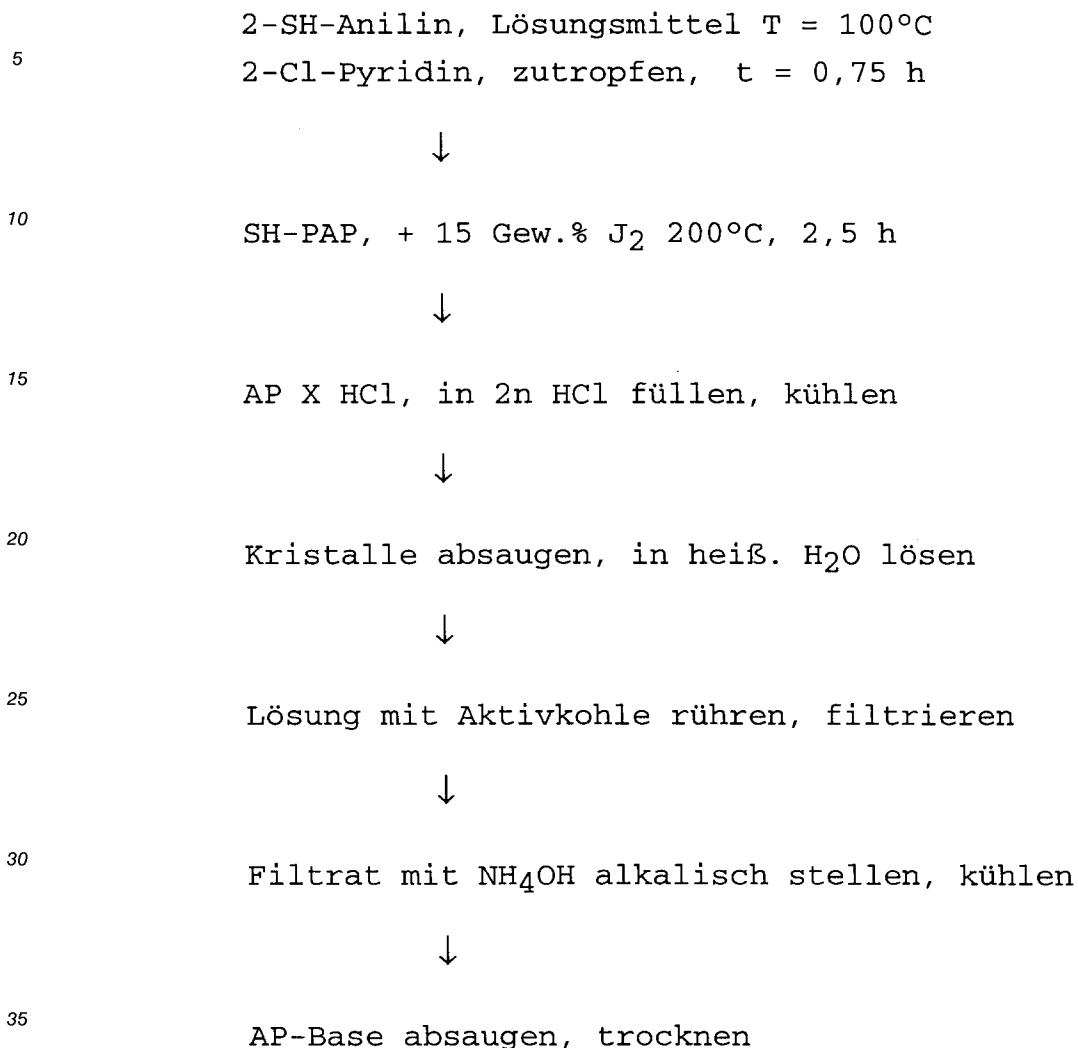 2-SH-Anilin, Lösungsmittel T = 100°C
5
2-Cl-Pyridin, zutropfen, t = 0,75 h
↓
10
SH-PAP, + 15 Gew.% J2 200°C, 2,5 h
↓
15
AP X HCl, in 2n HCl füllen, kühlen
↓
20
Kristalle absaugen, in heiß. H2O lösen
↓
25
Lösung mit Aktivkohle rühren, filtrieren
↓
30
Filtrat mit NH4OH alkalisch stellen, kühlen
↓
35
AP-Base absaugen, trocknen